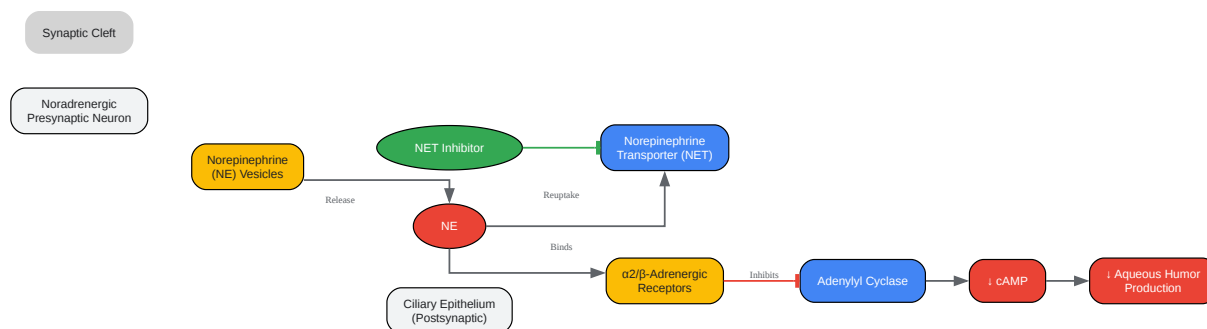 Synaptic Cleft
Noradrenergic
Presynaptic Neuron
Norepinephrine
(NE) Vesicles
NET Inhibitor
Norepinephrine
Transporter (NET)
Release
Reuptake
NE
Binds
α2/β-Adrenergic
Receptors
Inhibits
Adenylyl Cyclase
↓ cAMP
↓ Aqueous Humor
Production
Ciliary Epithelium
(Postsynaptic)